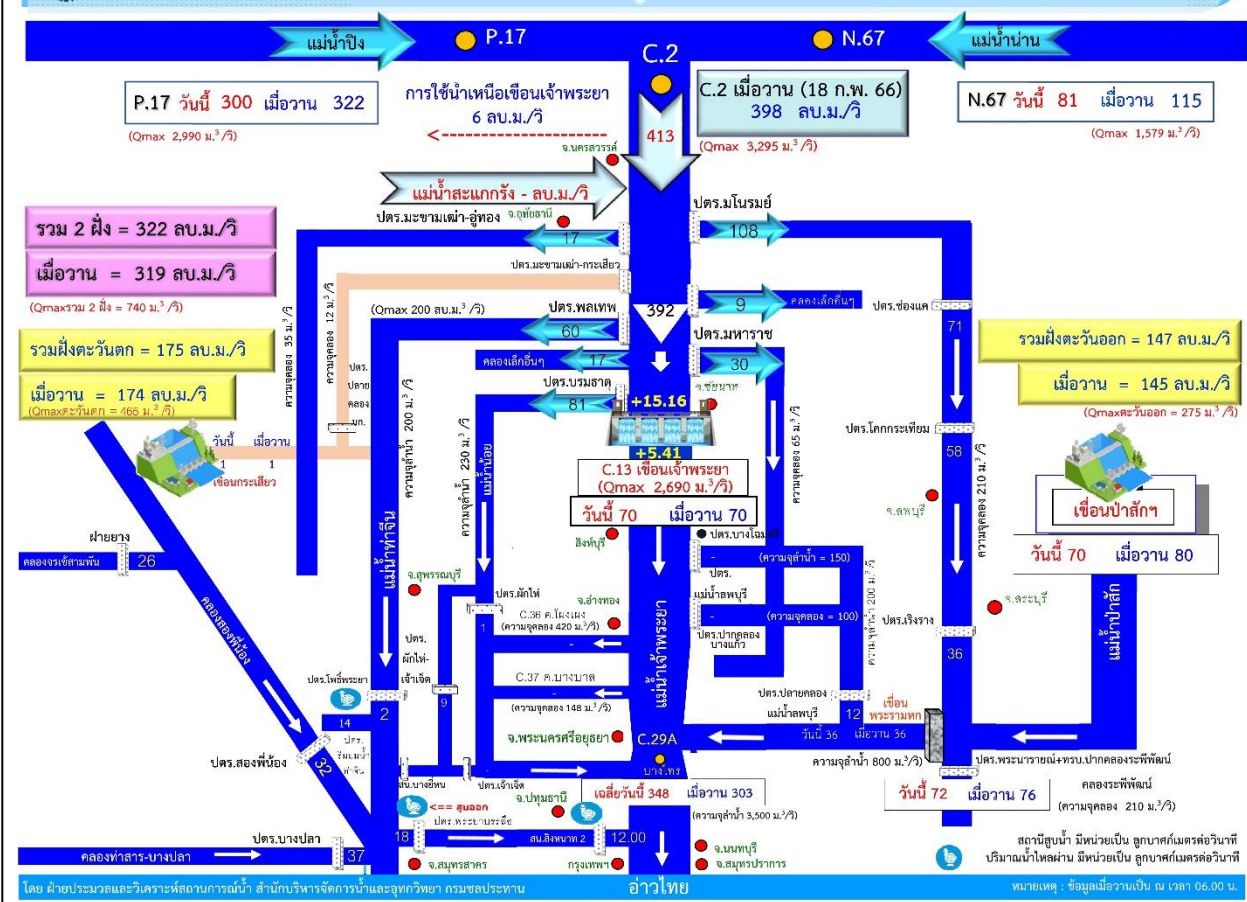 แม่น้ำปิง
P.17
C.2
N.67
แม่น้ำน่าน
P.17 วันนี้ 300 เมื่อวาน 322
(Qmax 2,990 ม.³/วิ)
การใช้น้ำเหนือเขื่อนเจ้าพระยา
6 ลบ.ม./วิ
<-----------------------
จ.นครสวรรค์
413
C.2 เมื่อวาน (18 ก.พ. 66)
398 ลบ.ม./วิ
(Qmax 3,295 ม.³/วิ)
N.67 วันนี้ 81 เมื่อวาน 115
(Qmax 1,579 ม.³/วิ)
แม่น้ำสะแกกรัง - ลบ.ม./วิ
รวม 2 ฝั่ง = 322 ลบ.ม./วิ
เมื่อวาน = 319 ลบ.ม./วิ
(Qmaxรวม 2 ฝั่ง = 740 ม.³/วิ)
ปตร.มะขามเฒ่า-อู่ทอง
จ.อุทัยธานี
17
ปตร.มะขามเฒ่า-กระเสียว
ปตร.มโนรมย์
108
(Qmax 200 ลบ.ม./วิ)
ปตร.พลเทพ
60
392
9
คลองเล็กอื่นๆ
ปตร.ช่องแค
71
ปตร.มหาราช
30
คลองเล็กอื่นๆ
17
ปตร.บรมธาตุ
81
จ.ชัยนาท
+15.16
+5.41
รวมฝั่งตะวันตก = 175 ลบ.ม./วิ
เมื่อวาน = 174 ลบ.ม./วิ
(Qmaxตะวันตก = 465 ม.³/วิ)
รวมฝั่งตะวันออก = 147 ลบ.ม./วิ
เมื่อวาน = 145 ลบ.ม./วิ
(Qmaxตะวันออก = 275 ม.³/วิ)
ความจุคลอง 35 ม.³/วิ
ความจุคลอง 12 ม.³/วิ
ปตร.
ปลาย
คลอง
มก.
วันนี้ เมื่อวาน
1 1
เขื่อนกระเสียว
ความจุลำน้ำ 200 ม.³/วิ
แม่น้ำท่าจีน
ความจุลำน้ำ 230 ม.³/วิ
แม่น้ำน้อย
C.13 เขื่อนเจ้าพระยา
(Qmax 2,690 ม.³/วิ)
วันนี้ 70 เมื่อวาน 70
ความจุคลอง 65 ม.³/วิ
ปตร.โคกกระเทียม
58
ความจุคลอง 210 ม.³/วิ
จ.ลพบุรี
เขื่อนป่าสักฯ
วันนี้ 70 เมื่อวาน 80
แม่น้ำป่าสัก
ฝายยาง
คลองจรเข้สามพัน
26
คลองสองพี่น้อง
จ.สุพรรณบุรี
สิงห์บุรี
ปตร.บางโฉมศรี
-
(ความจุลำน้ำ = 150)
ปตร.
แม่น้ำลพบุรี
-
(ความจุคลอง = 100)
ปตร.ปากคลอง
บางแก้ว
ความจุลำน้ำ 200 ม.³/วิ
จ.สระบุรี
ปตร.เริงราง
36
ปตร.ผักไห่
1
จ.อ่างทอง
C.36 ค.โผงเผง
(ความจุคลอง 420 ม.³/วิ)
-
C.37 ค.บางบาล
-
(ความจุคลอง 148 ม.³/วิ)
แม่น้ำเจ้าพระยา
ปตร.
ผักไห่-
เจ้าเจ็ด
9
ปตร.โพธิ์พระยา
2
14
ปตร.สองพี่น้อง
32
ปตร.ปลายคลอง
แม่น้ำลพบุรี
12
เขื่อน
พระรามหก
วันนี้ 36 เมื่อวาน 36
ความจุลำน้ำ 800 ม.³/วิ)
จ.พระนครศรีอยุธยา
C.29A
บางไทร
ปตร.พระนารายณ์+ทรบ.ปากคลองระพีพัฒน์
วันนี้ 72 เมื่อวาน 76
คลองระพีพัฒน์
(ความจุคลอง 210 ม.³/วิ)
สน.บางยี่หน
ปตร.เจ้าเจ็ด
เฉลี่ยวันนี้ 348 เมื่อวาน 303
(ความจุลำน้ำ 3,500 ม.³/วิ)
<== สูบออก
จ.ปทุมธานี
ปตร.พระยาบรรลือ
18
สน.สิงหนาท 2
12.00
ปตร.บางปลา
คลองท่าสาร-บางปลา
37
จ.สมุทรสาคร
กรุงเทพฯ
จ.นนทบุรี
จ.สมุทรปราการ
สถานีสูบน้ำ มีหน่วยเป็น ลูกบาศก์เมตรต่อวินาที
ปริมาณน้ำไหลผ่าน มีหน่วยเป็น ลูกบาศก์เมตรต่อวินาที
โดย ฝ่ายประมวลและวิเคราะห์สถานการณ์น้ำ สำนักบริหารจัดการน้ำและอุทกวิทยา กรมชลประทาน
อ่าวไทย
หมายเหตุ : ข้อมูลเมื่อวานเป็น ณ เวลา 06.00 น.